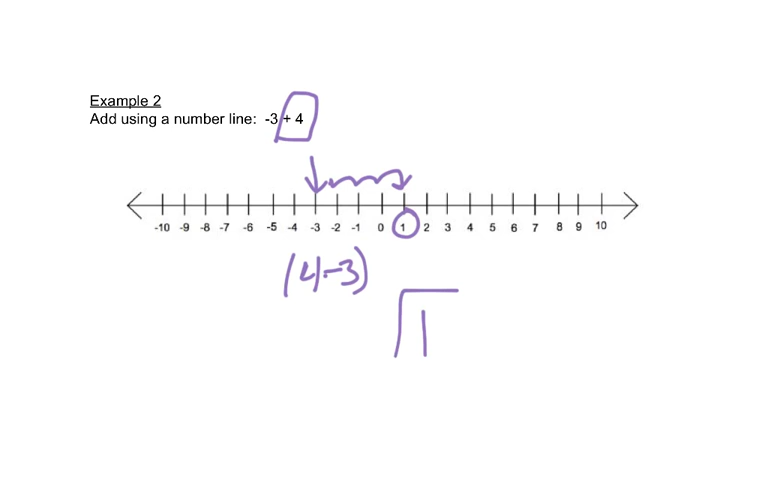 Example 2
Add using a number line: -3 + 4
-10 -9 -8 -7 -6 -5 -4 -3 -2 -1 0 1 2 3 4 5 6 7 8 9 10
(4-3)
1